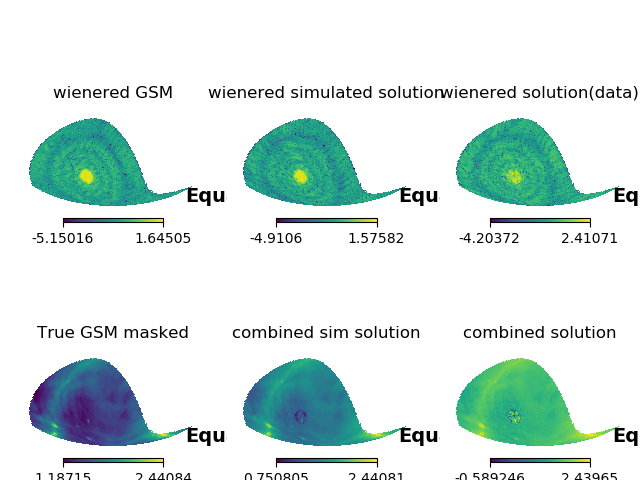 wienered GSM
wienered simulated solution
wienered solution(data)
Equ
Equ
Eq
-5.15016 1.64505
-4.9106 1.57582
-4.20372 2.41071
True GSM masked
combined sim solution
combined solution
Equ
Equ
Eq
1.18715 2.44084
0.750805 2.44081
-0.589246 2.43965